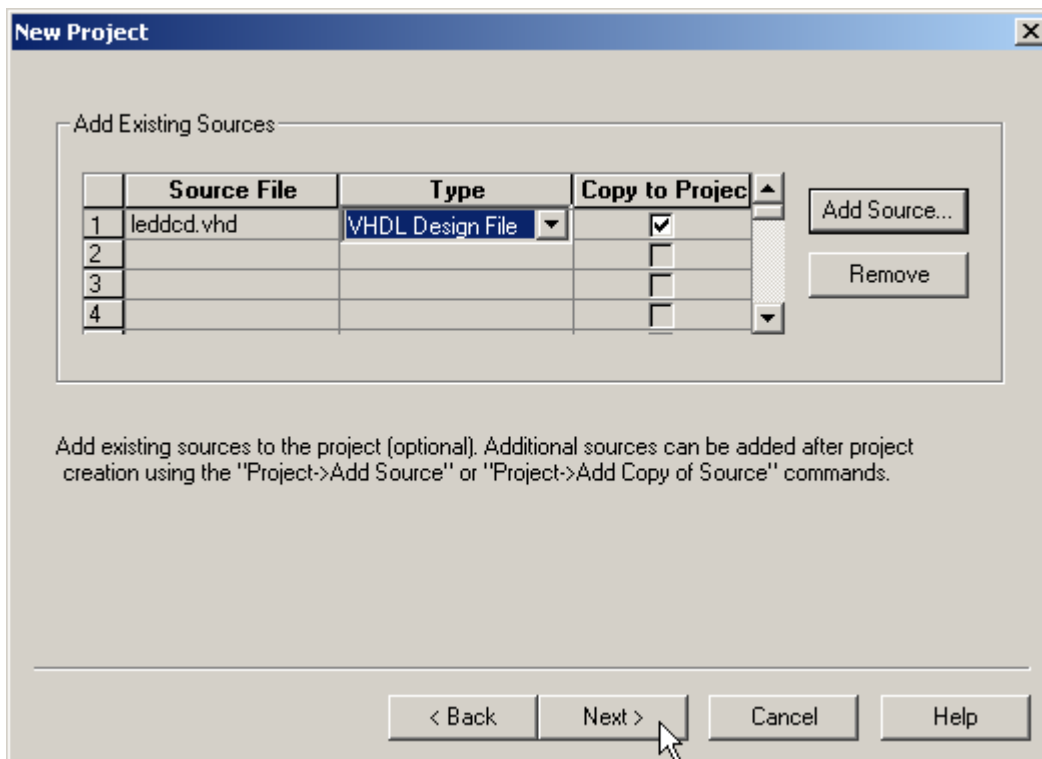 New Project
Add Existing Sources
Source File Type Copy to Projec
1 leddcd.vhd VHDL Design File
2
3
4
Add Source...
Remove
Add existing sources to the project (optional). Additional sources can be added after project
creation using the "Project->Add Source" or "Project->Add Copy of Source" commands.
< Back Next > Cancel Help